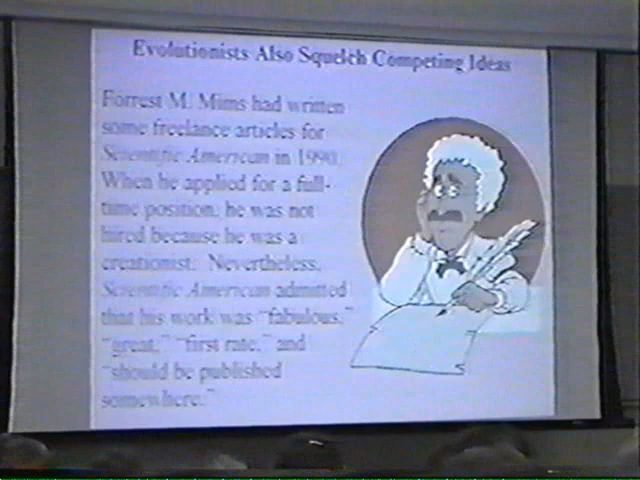 Evolutionists Also Squelch Competing Ideas
Forrest M. Mims had written
some freelance articles for
Scientific American in 1990.
When he applied for a full-
time position, he was not
hired because he was a
creationist. Nevertheless,
Scientific American admitted
that his work was "fabulous,"
"great," "first rate," and
"should be published
somewhere."